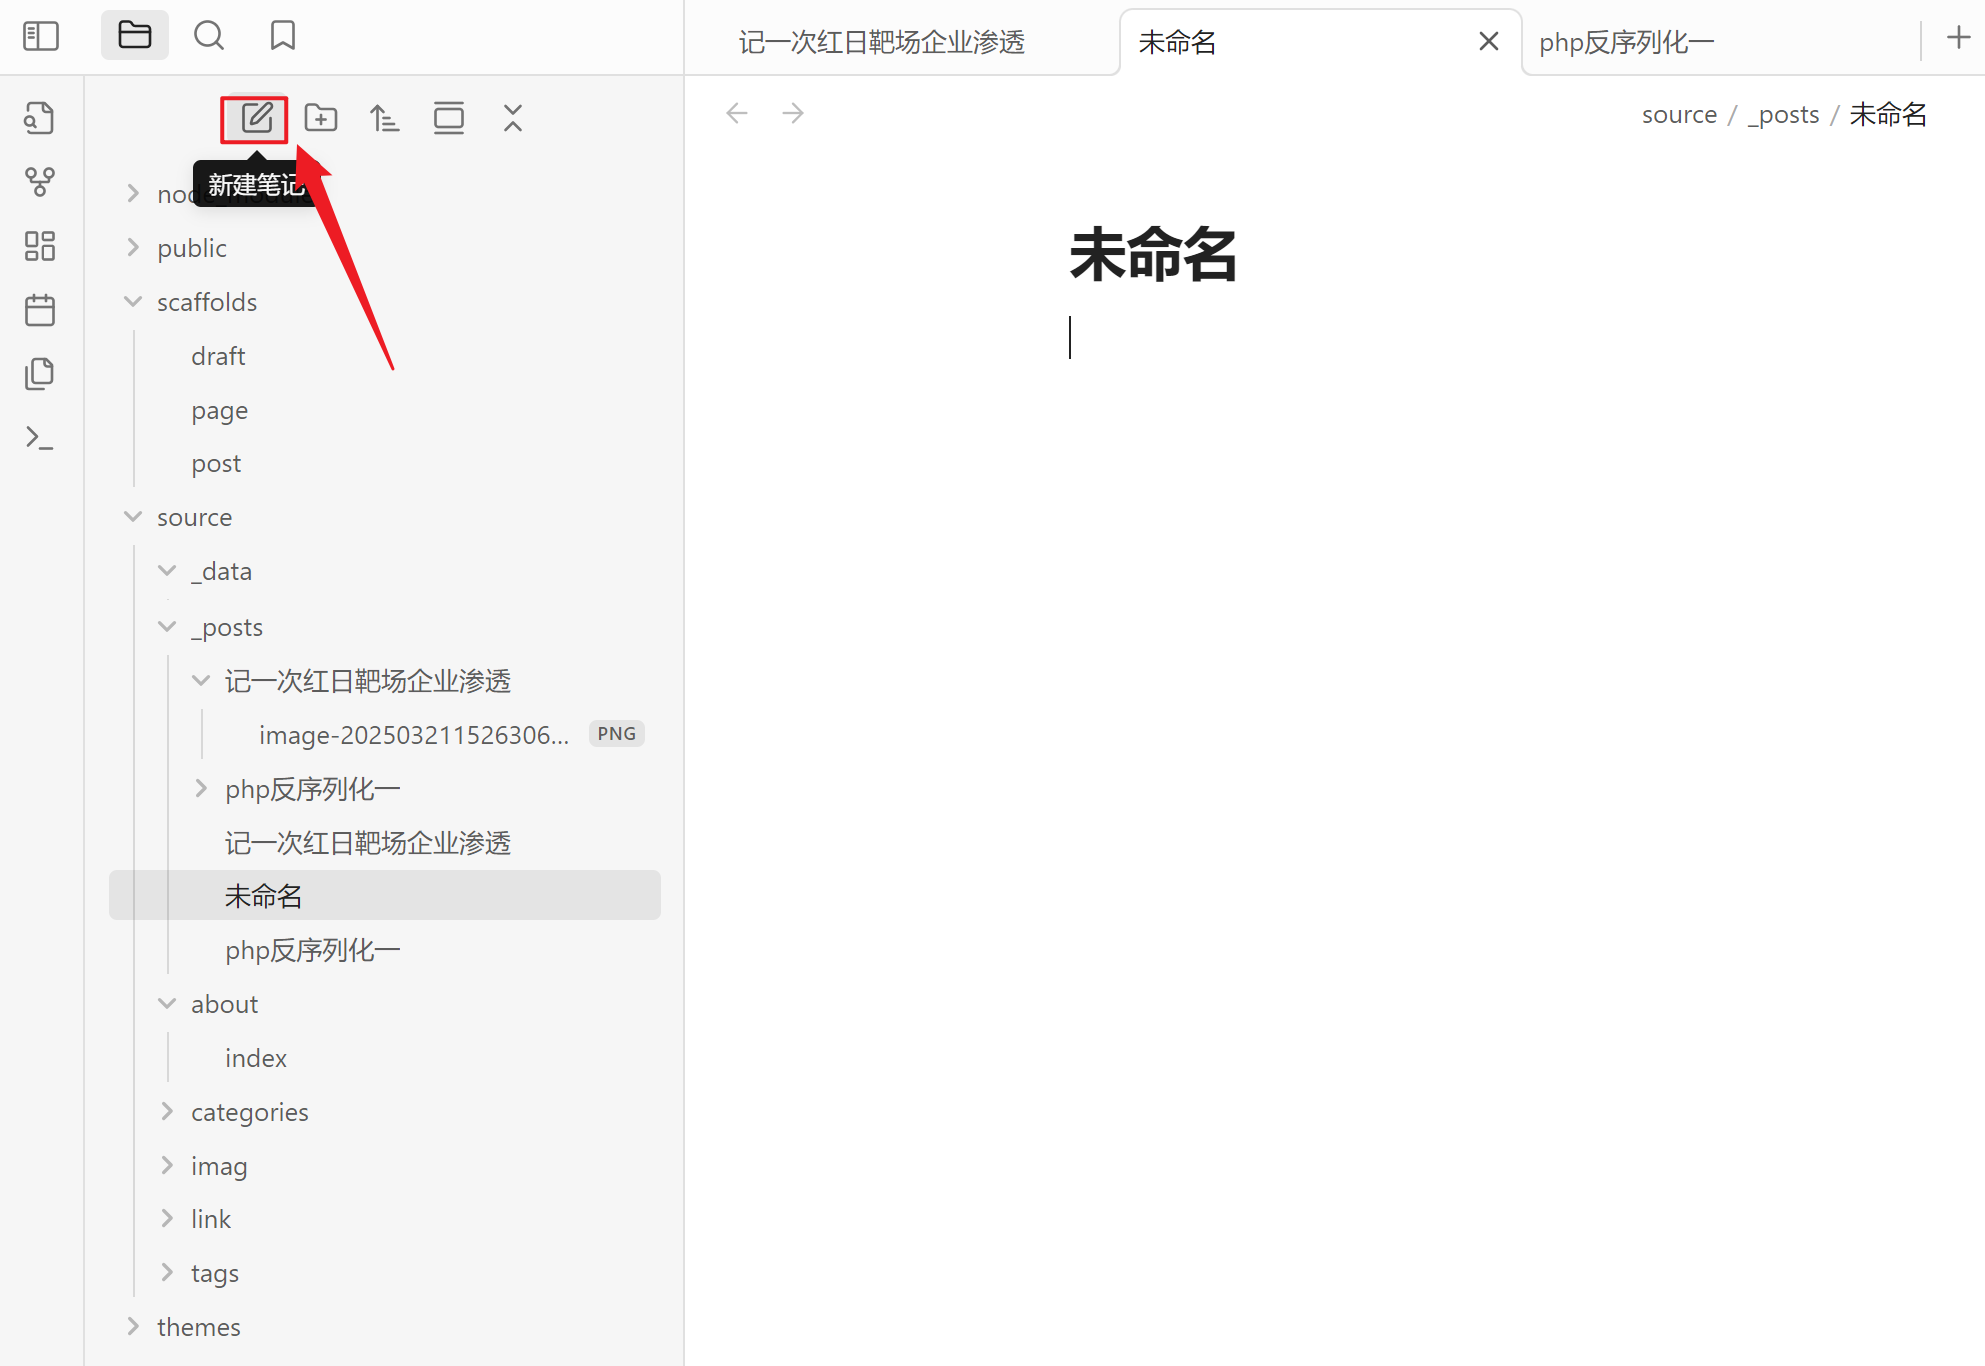 记一次红日靶场企业渗透
未命名
php反序列化一
source / _posts / 未命名
新建笔记
public
scaffolds
draft
page
post
source
_data
_posts
记一次红日靶场企业渗透
image-202503211526306... PNG
php反序列化一
记一次红日靶场企业渗透
未命名
php反序列化一
about
index
categories
imag
link
tags
themes
未命名